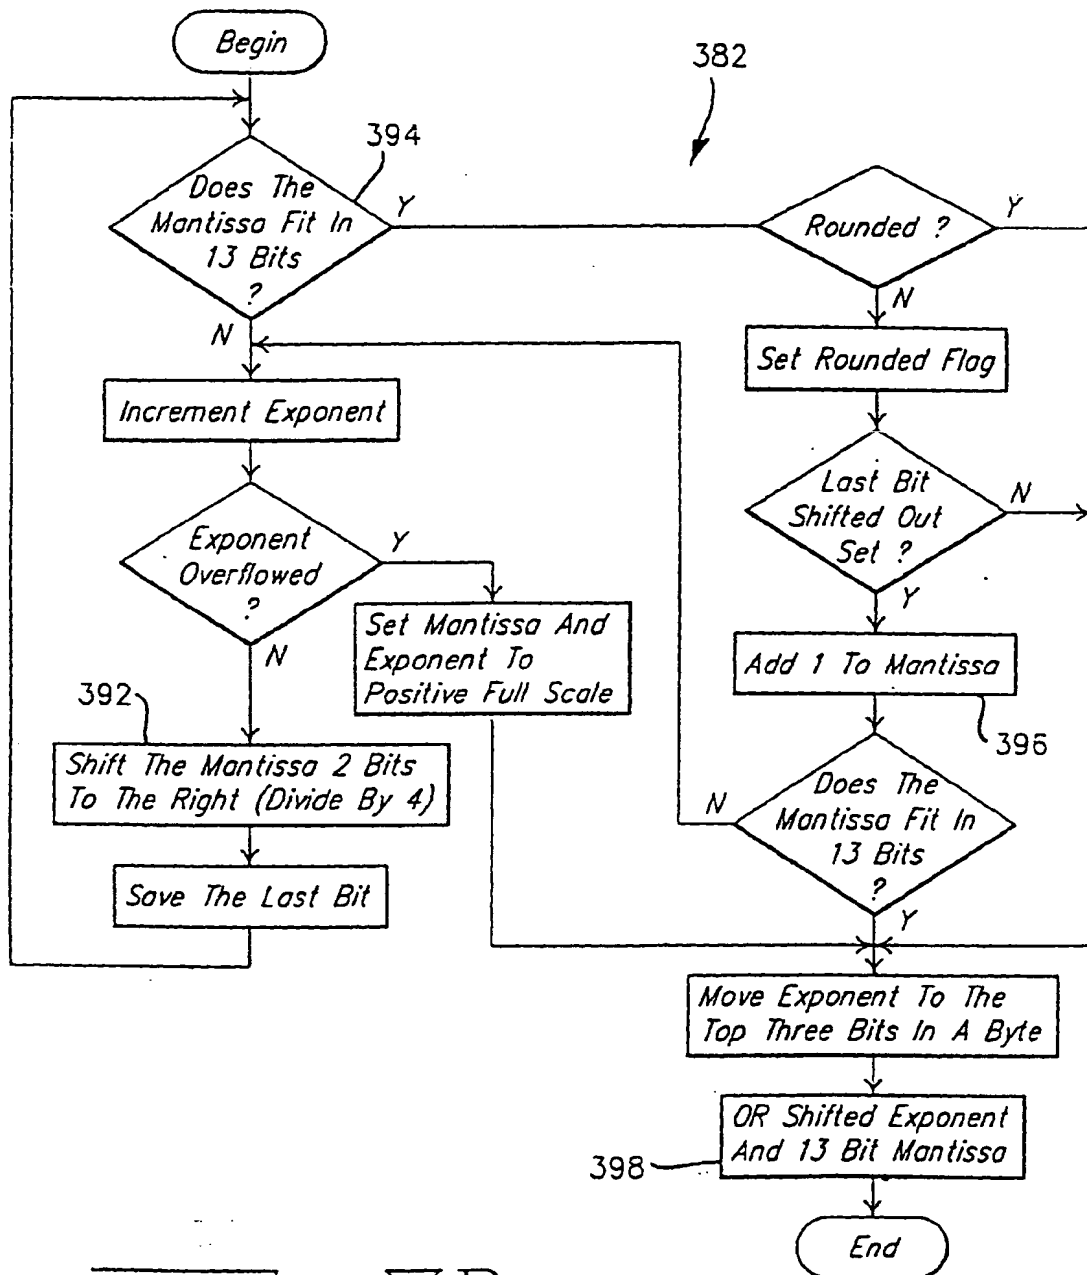 Begin
382
394
Does The
Mantissa Fit In
13 Bits
?
Y
Rounded ?
Y
N
N
Set Rounded Flag
Increment Exponent
Last Bit
Shifted Out
Set ?
N
Y
Exponent
Overflowed
?
Y
N
Set Mantissa And
Exponent To
Positive Full Scale
Add 1 To Mantissa
396
392
Shift The Mantissa 2 Bits
To The Right (Divide By 4)
Does The
Mantissa Fit In
13 Bits
?
N
Y
Save The Last Bit
Move Exponent To The
Top Three Bits In A Byte
OR Shifted Exponent
And 13 Bit Mantissa
398
End